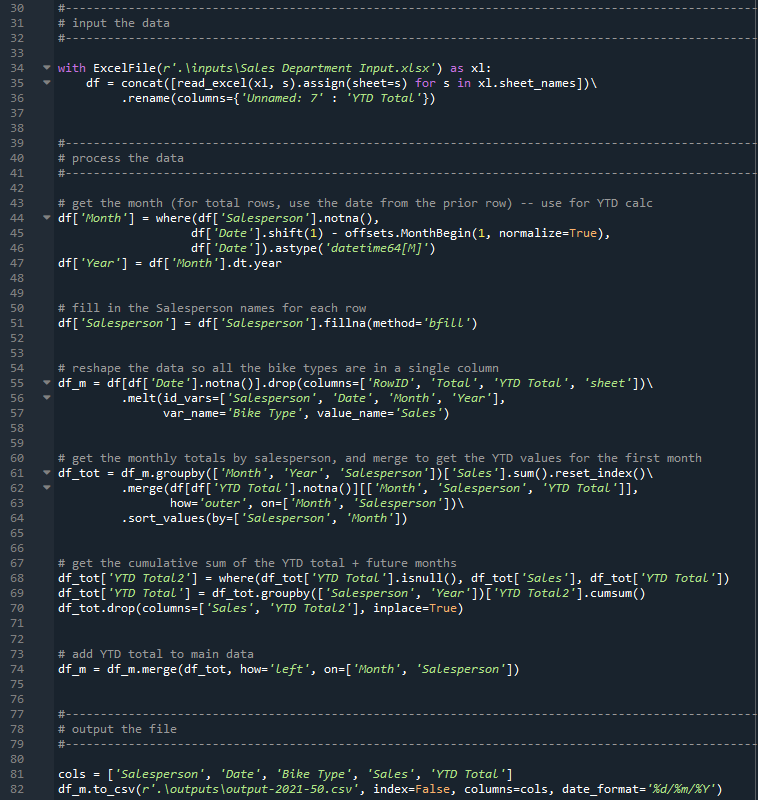 30 #---------------------------------------------------------------------------------------------------
31 # input the data
32 #---------------------------------------------------------------------------------------------------
33
34 with ExcelFile(r'.\inputs\Sales Department Input.xlsx') as xl:
35     df = concat([read_excel(xl, s).assign(sheet=s) for s in xl.sheet_names])\
36          .rename(columns={'Unnamed: 7' : 'YTD Total'})
37
38
39 #---------------------------------------------------------------------------------------------------
40 # process the data
41 #---------------------------------------------------------------------------------------------------
42
43 # get the month (for total rows, use the date from the prior row) -- use for YTD calc
44 df['Month'] = where(df['Salesperson'].notna(),
45                    df['Date'].shift(1) - offsets.MonthBegin(1, normalize=True),
46                    df['Date']).astype('datetime64[M]')
47 df['Year'] = df['Month'].dt.year
48
49
50 # fill in the Salesperson names for each row
51 df['Salesperson'] = df['Salesperson'].fillna(method='bfill')
52
53
54 # reshape the data so all the bike types are in a single column
55 df_m = df[df['Date'].notna()].drop(columns=['RowID', 'Total', 'YTD Total', 'sheet'])\
56          .melt(id_vars=['Salesperson', 'Date', 'Month', 'Year'],
57                var_name='Bike Type', value_name='Sales')
58
59
60 # get the monthly totals by salesperson, and merge to get the YTD values for the first month
61 df_tot = df_m.groupby(['Month', 'Year', 'Salesperson'])['Sales'].sum().reset_index()\
62          .merge(df[df['YTD Total'].notna()][['Month', 'Salesperson', 'YTD Total']],
63                 how='outer', on=['Month', 'Salesperson'])\
64          .sort_values(by=['Salesperson', 'Month'])
65
66
67 # get the cumulative sum of the YTD total + future months
68 df_tot['YTD Total2'] = where(df_tot['YTD Total'].isnull(), df_tot['Sales'], df_tot['YTD Total'])
69 df_tot['YTD Total'] = df_tot.groupby(['Salesperson', 'Year'])['YTD Total2'].cumsum()
70 df_tot.drop(columns=['Sales', 'YTD Total2'], inplace=True)
71
72
73 # add YTD total to main data
74 df_m = df_m.merge(df_tot, how='left', on=['Month', 'Salesperson'])
75
76
77 #---------------------------------------------------------------------------------------------------
78 # output the file
79 #---------------------------------------------------------------------------------------------------
80
81 cols = ['Salesperson', 'Date', 'Bike Type', 'Sales', 'YTD Total']
82 df_m.to_csv(r'.\outputs\output-2021-50.csv', index=False, columns=cols, date_format='%d/%m/%Y')